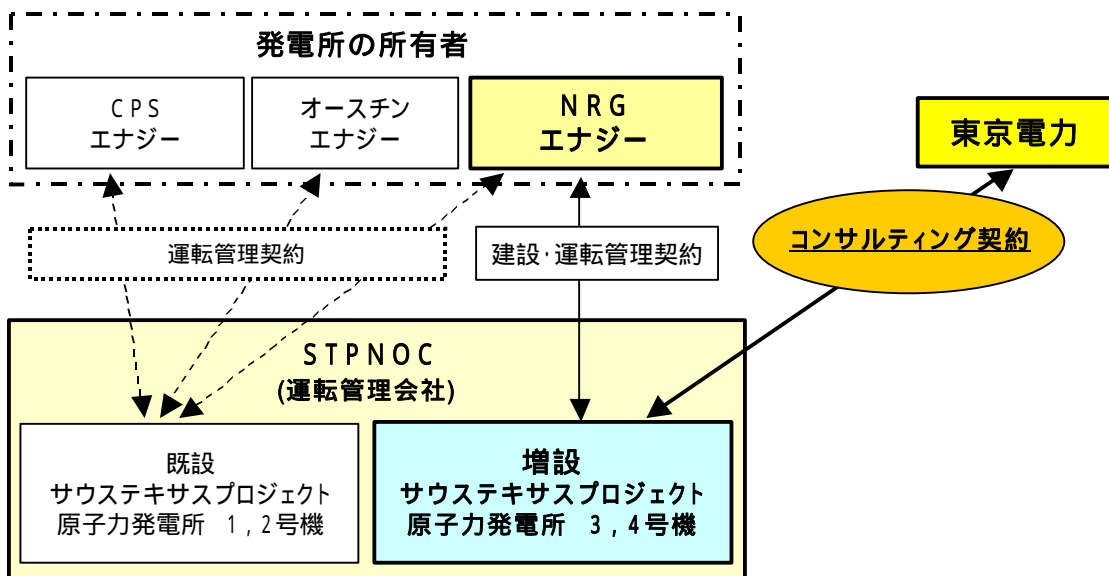 発電所の所有者
CPS
エナジー
オースチン
エナジー
NRG
エナジー
東京電力
運転管理契約
建設・運転管理契約
コンサルティング契約
STPNOC
(運転管理会社)
既設
サウステキサスプロジェクト
原子力発電所 1,2号機
増設
サウステキサスプロジェクト
原子力発電所 3,4号機